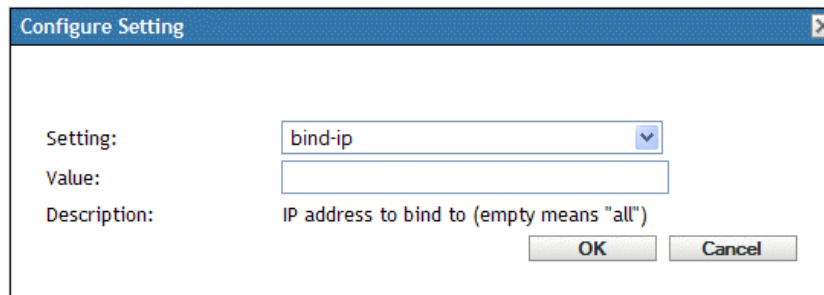 Configure Setting
Setting: bind-ip
Value:
Description: IP address to bind to (empty means "all")
OK Cancel